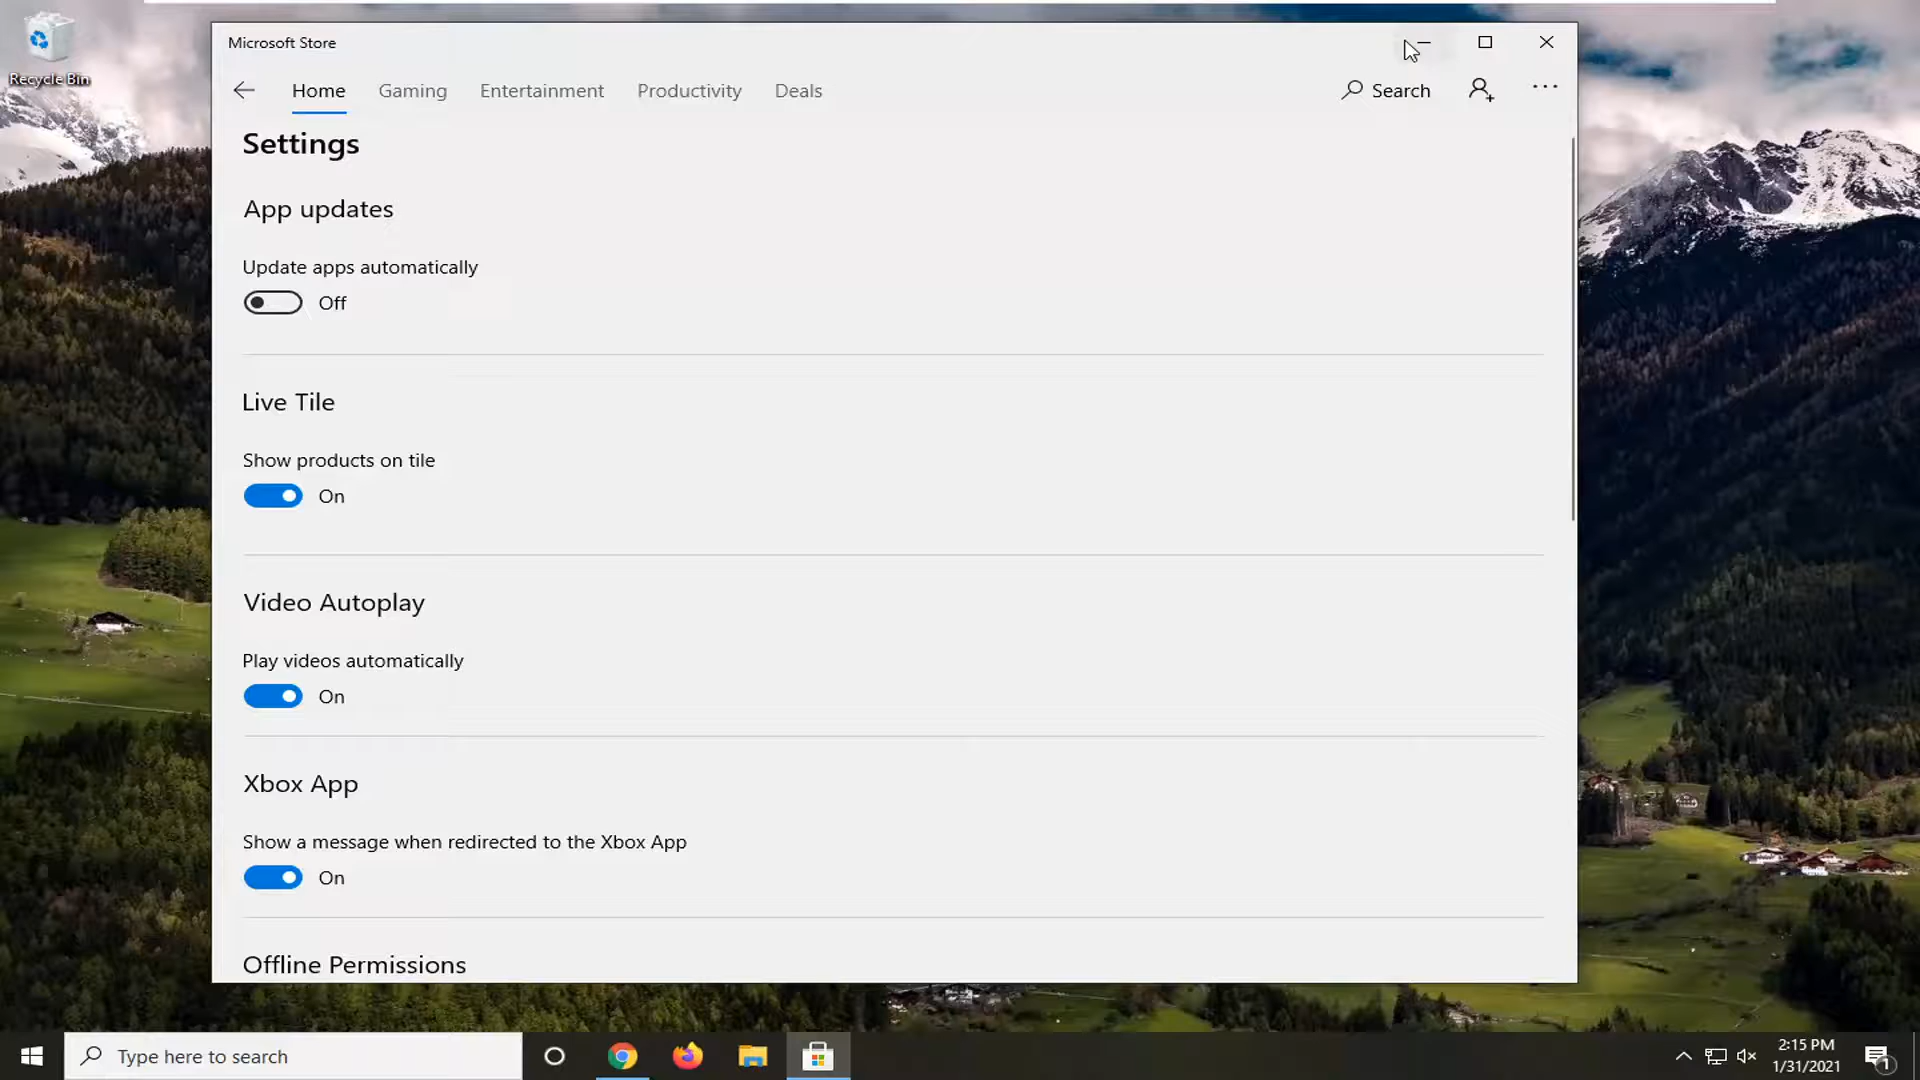 Recycle Bin
Microsoft Store
Home Gaming Entertainment Productivity Deals Search
Settings
App updates
Update apps automatically
Off
Live Tile
Show products on tile
On
Video Autoplay
Play videos automatically
On
Xbox App
Show a message when redirected to the Xbox App
On
Offline Permissions
Type here to search
2:15 PM
1/31/2021
1